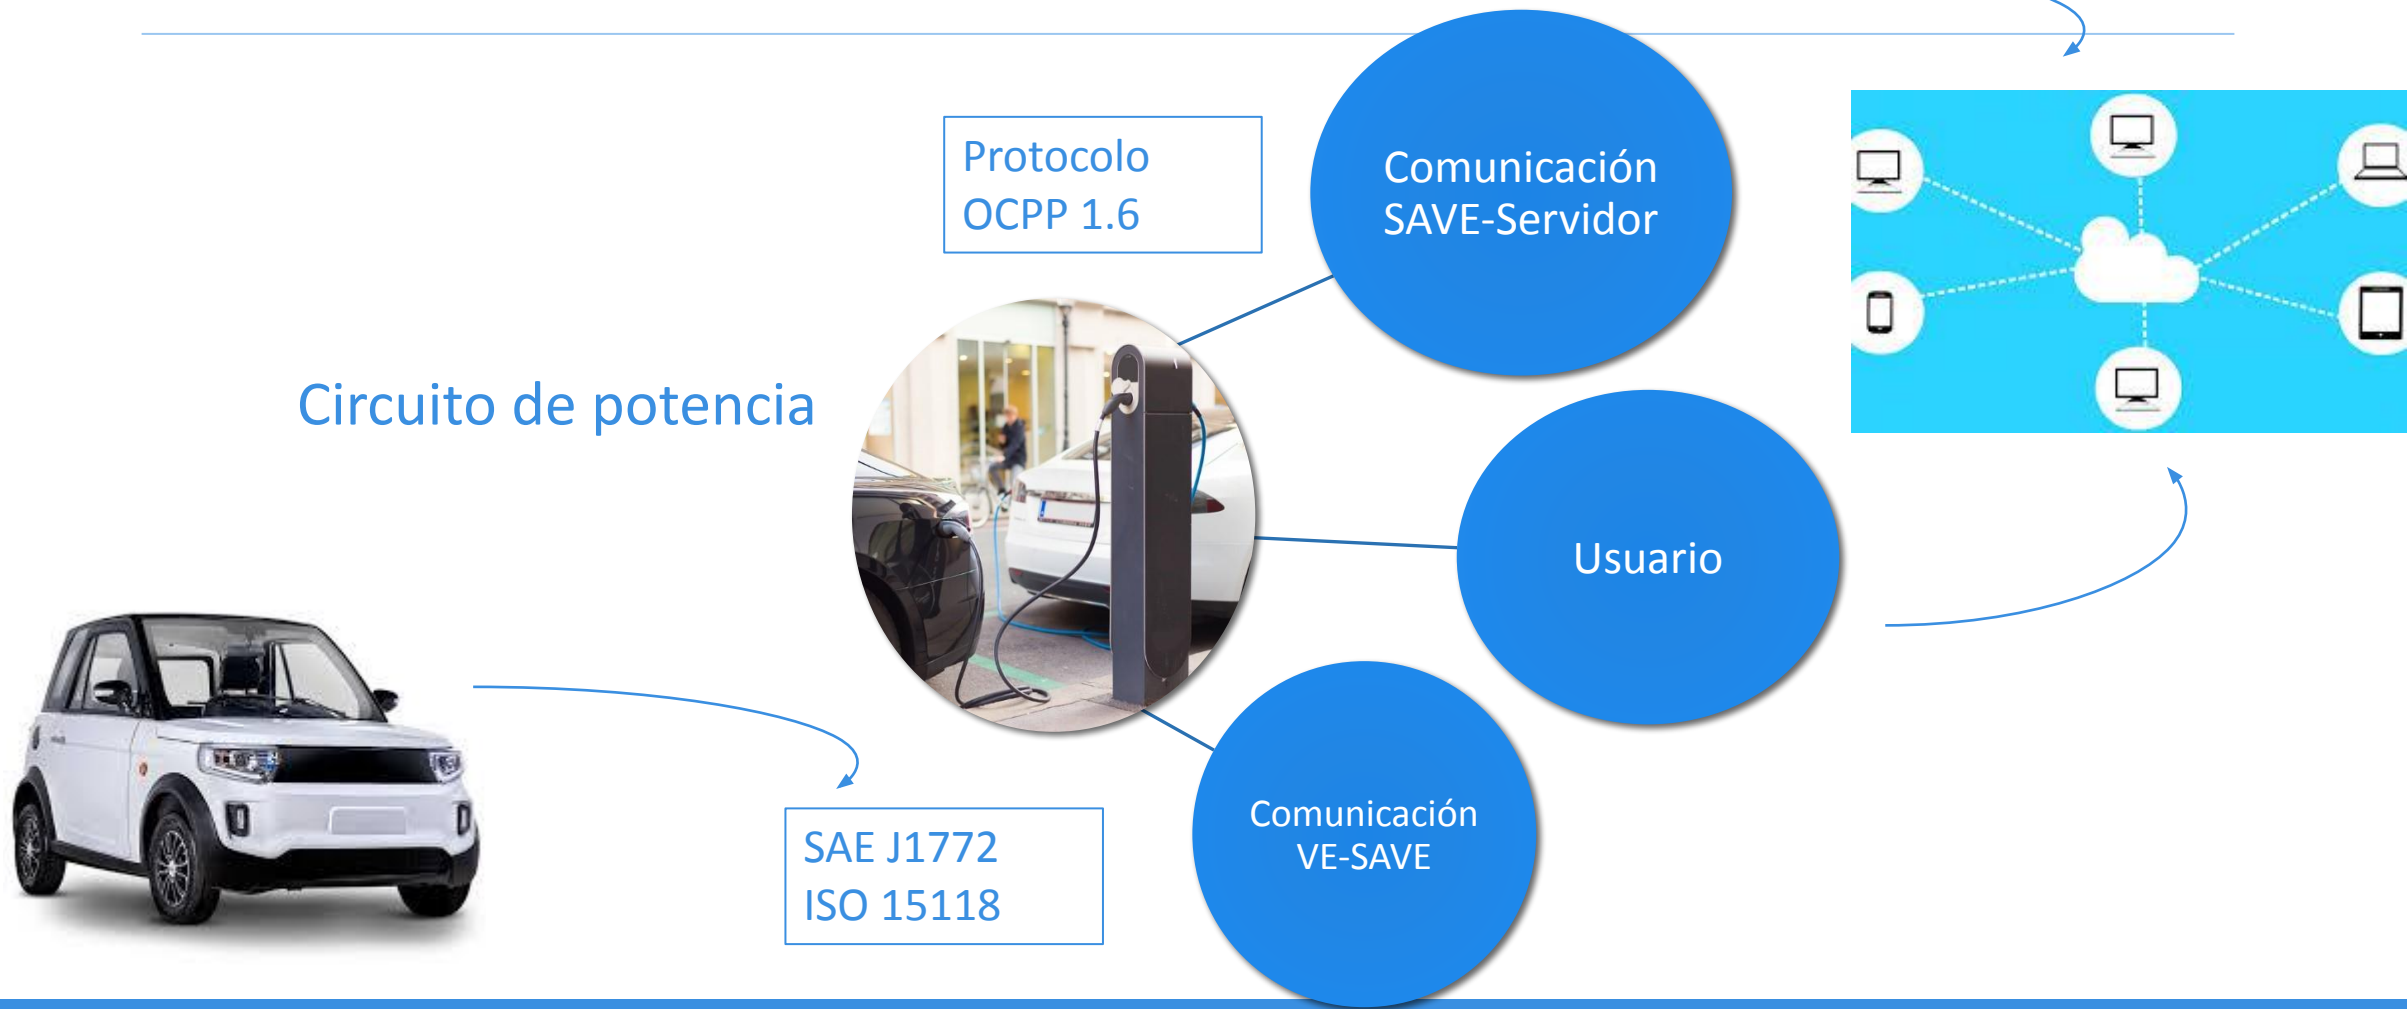 Protocolo
OCPP 1.6
Comunicación
SAVE-Servidor
Circuito de potencia
Usuario
SAE J1772
ISO 15118
Comunicación
VE-SAVE